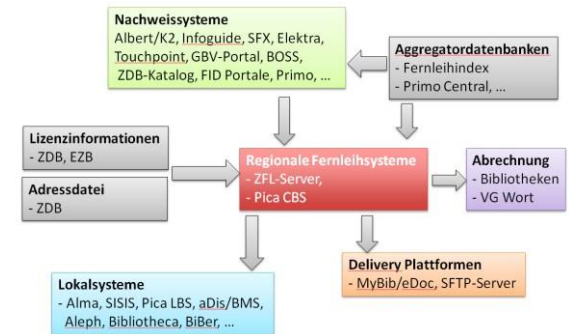 Nachweissysteme
Albert/K2, Infoguide, SFX, Elektra,
Touchpoint, GBV-Portal, BOSS,
ZDB-Katalog, FID Portale, Primo, ...
Aggregatordatenbanken
- Fernleihindex
- Primo Central, ...
Lizenzinformationen
- ZDB, EZB
Adressdatei
- ZDB
Regionale Fernleihsysteme
- ZFL-Server,
- Pica CBS
Abrechnung
- Bibliotheken
- VG Wort
Lokalsysteme
- Alma, SISIS, Pica LBS, aDis/BMS,
Aleph, Bibliotheca, BiBer, ...
Delivery Plattformen
- MyBib/eDoc, SFTP-Server